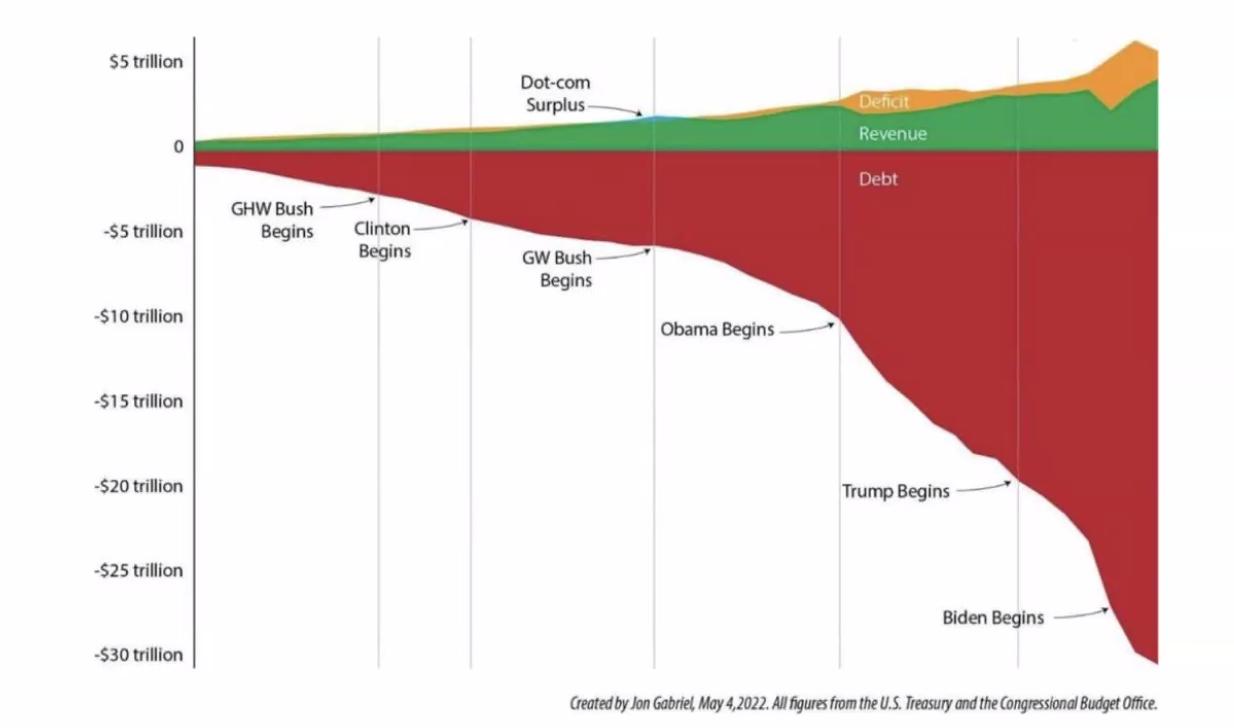 $5 trillion
Dot-com
Surplus
Deficit
Revenue
0
Debt
GHW Bush
Begins
Clinton
Begins
-$5 trillion
GW Bush
Begins
-$10 trillion
Obama Begins
-$15 trillion
-$20 trillion
Trump Begins
-$25 trillion
Biden Begins
-$30 trillion
Created by Jon Gabriel, May 4,2022. All figures from the U.S. Treasury and the Congressional Budget Office.